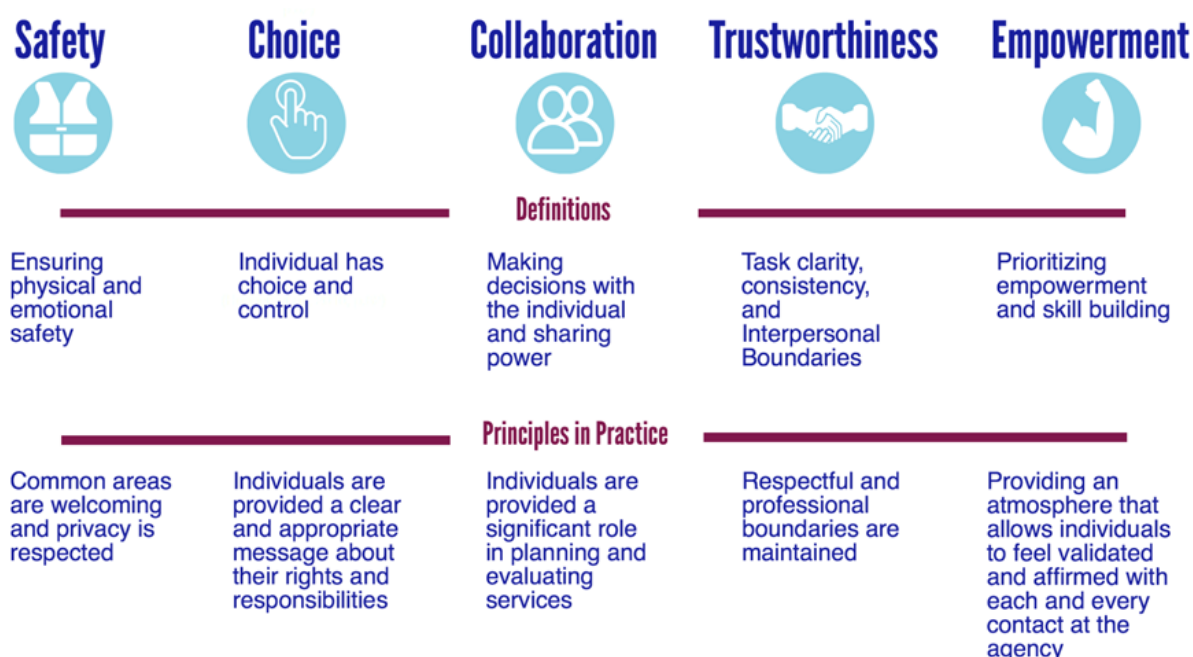 Safety
Choice
Collaboration
Trustworthiness
Empowerment
Definitions
Ensuring
physical and
emotional
safety
Individual has
choice and
control
Making
decisions with
the individual
and sharing
power
Task clarity,
consistency,
and
Interpersonal
Boundaries
Prioritizing
empowerment
and skill building
Principles in Practice
Common areas
are welcoming
and privacy is
respected
Individuals are
provided a clear
and appropriate
message about
their rights and
responsibilities
Individuals are
provided a
significant role
in planning and
evaluating
services
Respectful and
professional
boundaries are
maintained
Providing an
atmosphere that
allows individuals
to feel validated
and affirmed with
each and every
contact at the
agency